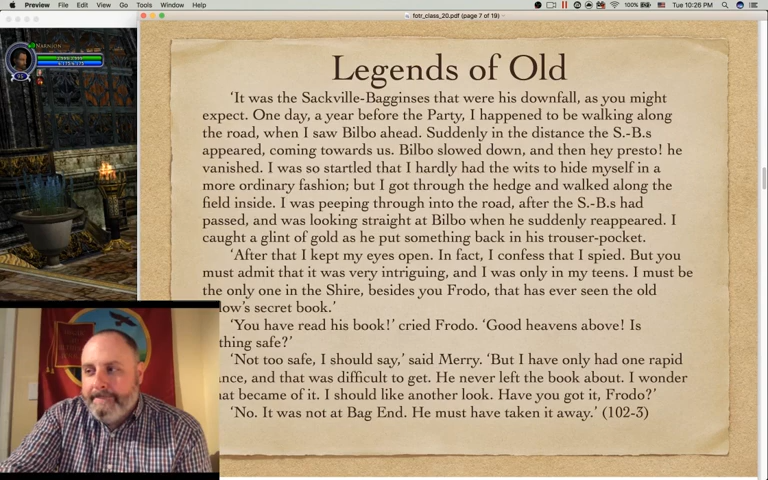 Preview File Edit View Go Tools Window Help
100% Tue 10:26 PM
fotr_class_20.pdf (page 7 of 19)
Narnion
Legends of Old
‘It was the Sackville-Bagginses that were his downfall, as you might
expect. One day, a year before the Party, I happened to be walking along
the road, when I saw Bilbo ahead. Suddenly in the distance the S.-B.s
appeared, coming towards us. Bilbo slowed down, and then hey presto! he
vanished. I was so startled that I hardly had the wits to hide myself in a
more ordinary fashion; but I got through the hedge and walked along the
field inside. I was peeping through into the road, after the S.-B.s had
passed, and was looking straight at Bilbo when he suddenly reappeared. I
caught a glint of gold as he put something back in his trouser-pocket.
‘After that I kept my eyes open. In fact, I confess that I spied. But you
must admit that it was very intriguing, and I was only in my teens. I must be
the only one in the Shire, besides you Frodo, that has ever seen the old
low’s secret book.’
‘You have read his book!’ cried Frodo. ‘Good heavens above! Is
thing safe?’
‘Not too safe, I should say,’ said Merry. ‘But I have only had one rapid
ance, and that was difficult to get. He never left the book about. I wonder
hat became of it. I should like another look. Have you got it, Frodo?’
‘No. It was not at Bag End. He must have taken it away.’ (102-3)